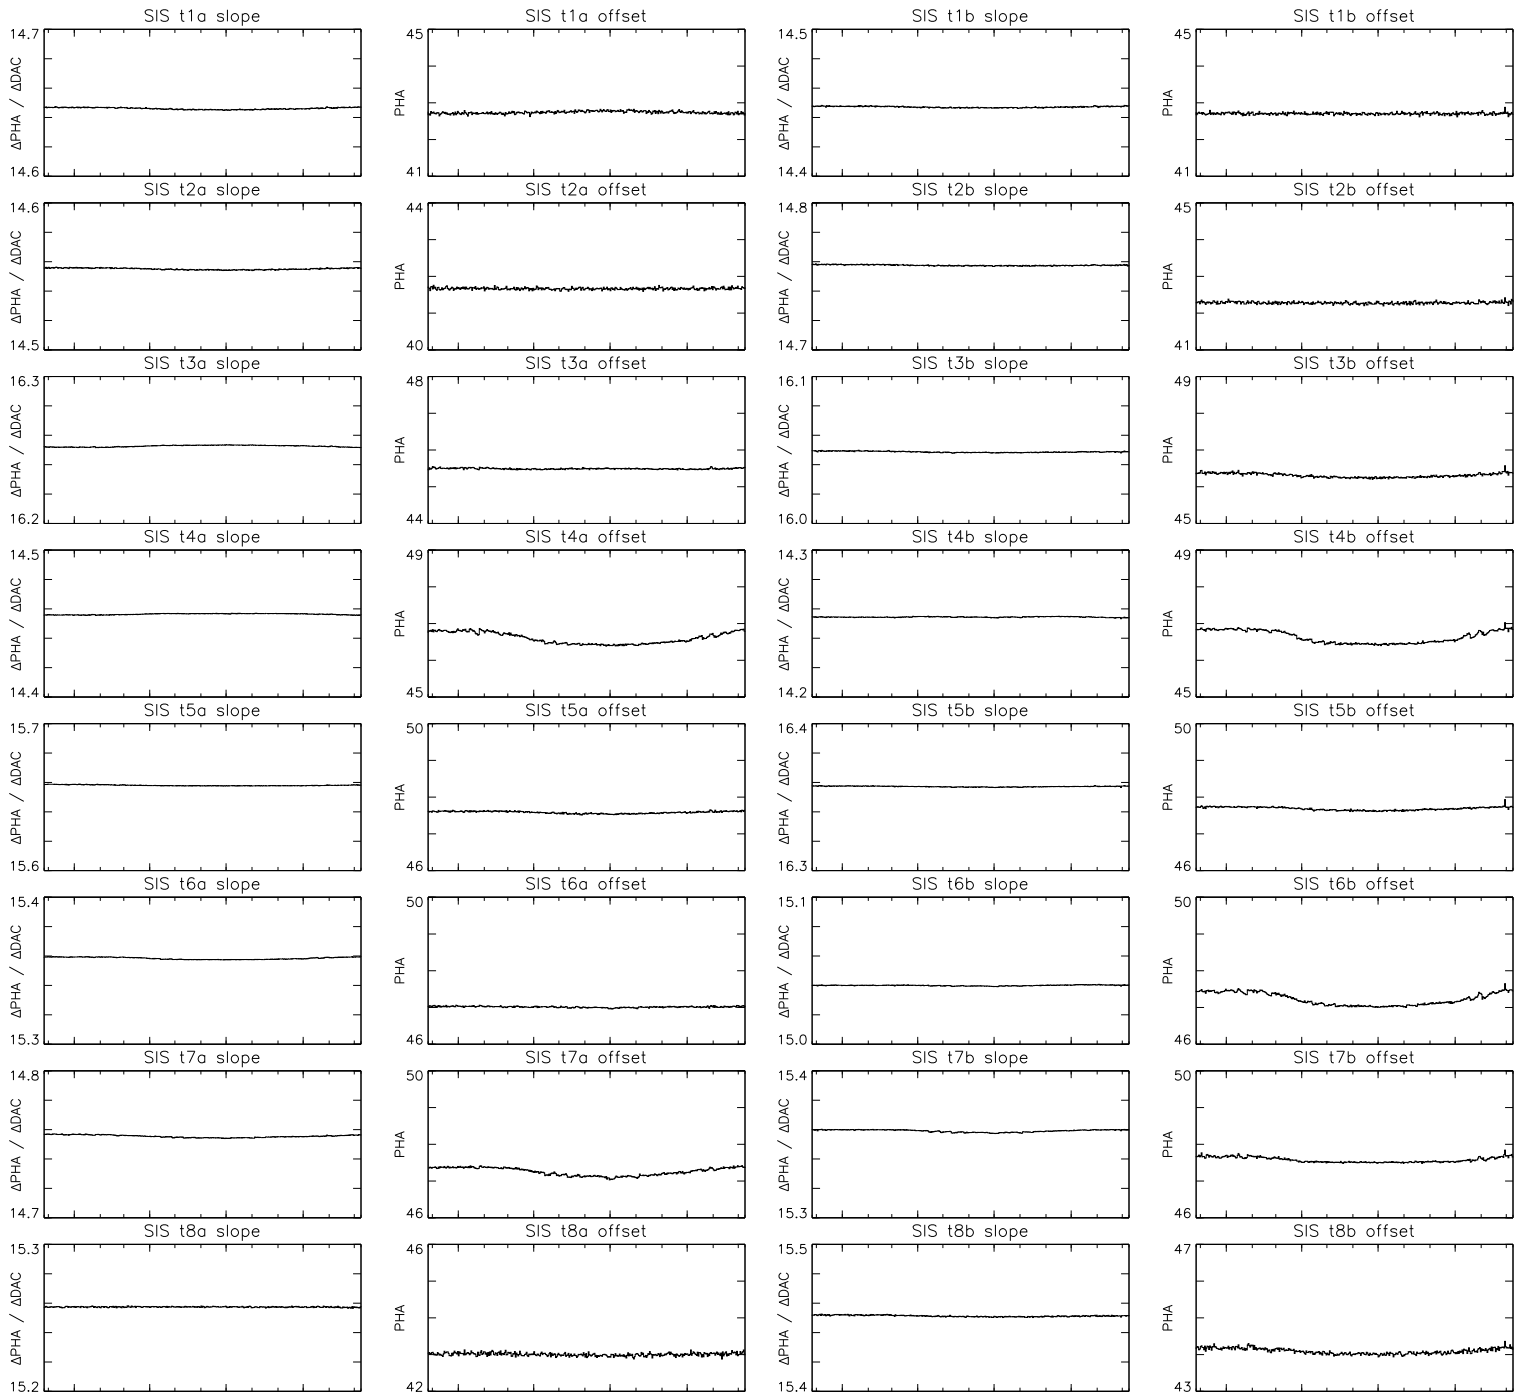 SIS t1a slope
SIS t1a offset
SIS t1b slope
SIS t1b offset
14.7
14.6
ΔPHA / ΔDAC
45
41
PHA
14.5
14.4
ΔPHA / ΔDAC
45
41
PHA
SIS t2a slope
SIS t2a offset
SIS t2b slope
SIS t2b offset
14.6
14.5
ΔPHA / ΔDAC
44
40
PHA
14.8
14.7
ΔPHA / ΔDAC
45
41
PHA
SIS t3a slope
SIS t3a offset
SIS t3b slope
SIS t3b offset
16.3
16.2
ΔPHA / ΔDAC
48
44
PHA
16.1
16.0
ΔPHA / ΔDAC
49
45
PHA
SIS t4a slope
SIS t4a offset
SIS t4b slope
SIS t4b offset
14.5
14.4
ΔPHA / ΔDAC
49
45
PHA
14.3
14.2
ΔPHA / ΔDAC
49
45
PHA
SIS t5a slope
SIS t5a offset
SIS t5b slope
SIS t5b offset
15.7
15.6
ΔPHA / ΔDAC
50
46
PHA
16.4
16.3
ΔPHA / ΔDAC
50
46
PHA
SIS t6a slope
SIS t6a offset
SIS t6b slope
SIS t6b offset
15.4
15.3
ΔPHA / ΔDAC
50
46
PHA
15.1
15.0
ΔPHA / ΔDAC
50
46
PHA
SIS t7a slope
SIS t7a offset
SIS t7b slope
SIS t7b offset
14.8
14.7
ΔPHA / ΔDAC
50
46
PHA
15.4
15.3
ΔPHA / ΔDAC
50
46
PHA
SIS t8a slope
SIS t8a offset
SIS t8b slope
SIS t8b offset
15.3
15.2
ΔPHA / ΔDAC
46
42
PHA
15.5
15.4
ΔPHA / ΔDAC
47
43
PHA